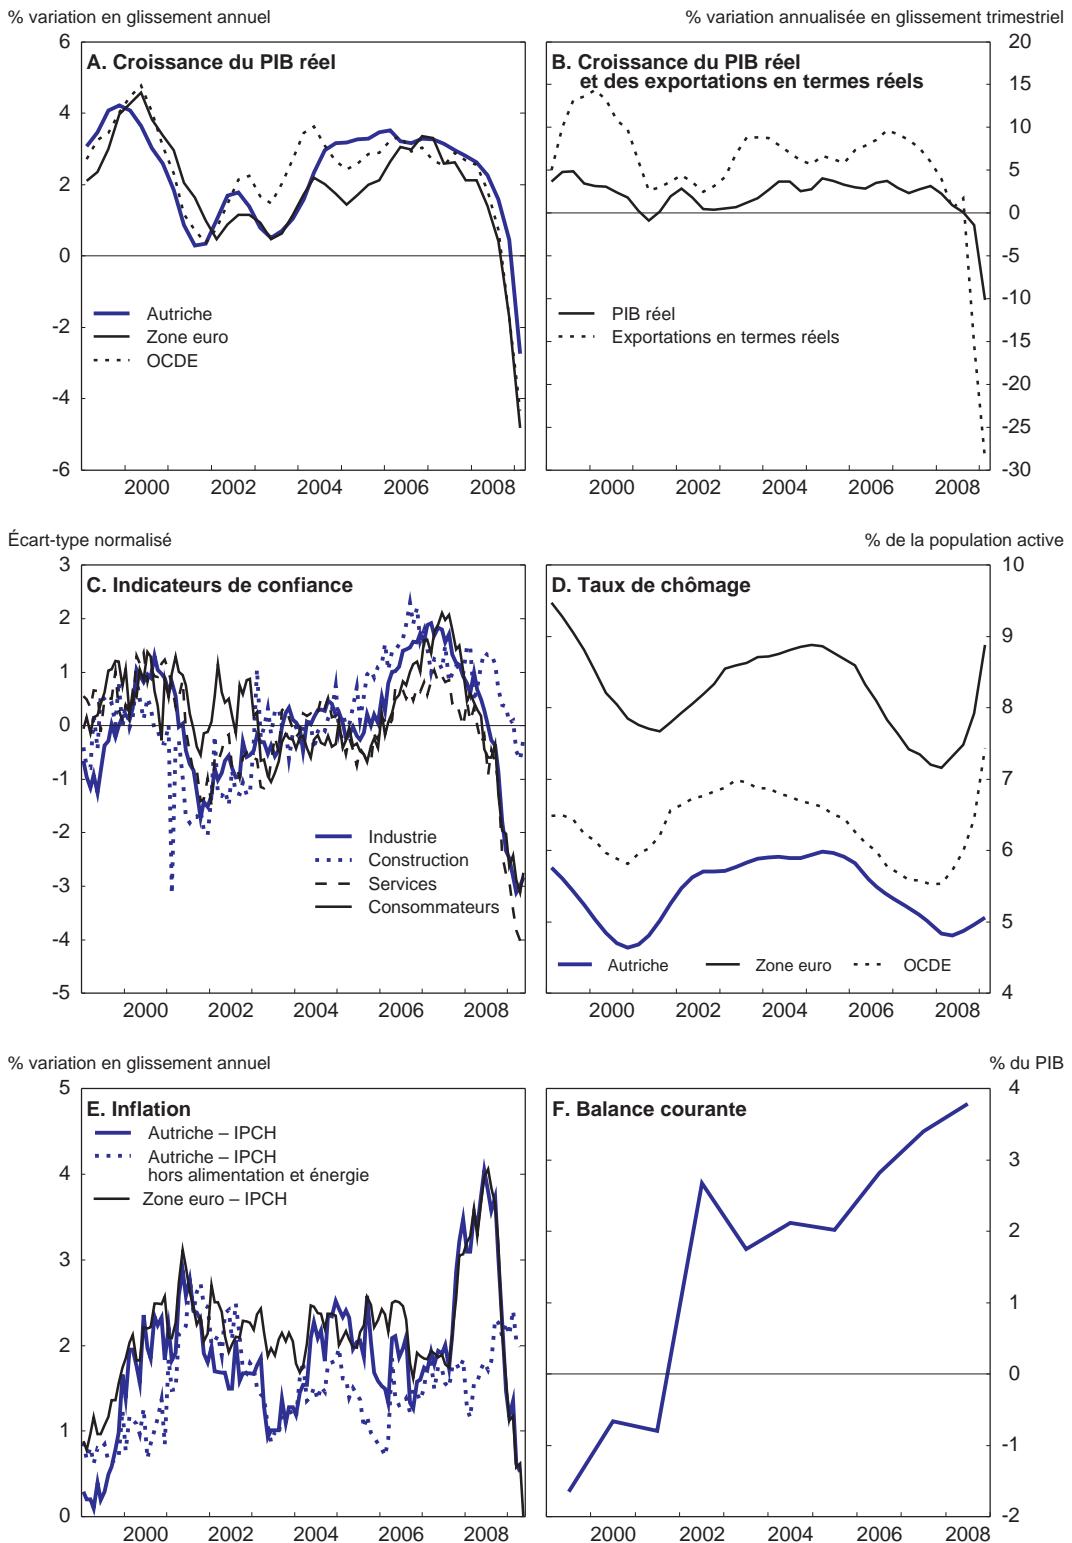 % variation en glissement annuel
% variation annualisée en glissement trimestriel
A. Croissance du PIB réel
6
4
2
0
-2
-4
-6
Autriche
Zone euro
OCDE
2000 2002 2004 2006 2008
B. Croissance du PIB réel
et des exportations en termes réels
20
15
10
5
0
-5
-10
-15
-20
-25
-30
PIB réel
Exportations en termes réels
2000 2002 2004 2006 2008
Écart-type normalisé
% de la population active
C. Indicateurs de confiance
3
2
1
0
-1
-2
-3
-4
-5
Industrie
Construction
Services
Consommateurs
2000 2002 2004 2006 2008
D. Taux de chômage
10
9
8
7
6
5
4
Autriche Zone euro OCDE
2000 2002 2004 2006 2008
% variation en glissement annuel
% du PIB
E. Inflation
5
4
3
2
1
0
Autriche – IPCH
Autriche – IPCH
hors alimentation et énergie
Zone euro – IPCH
2000 2002 2004 2006 2008
F. Balance courante
4
3
2
1
0
-1
-2
2000 2002 2004 2006 2008